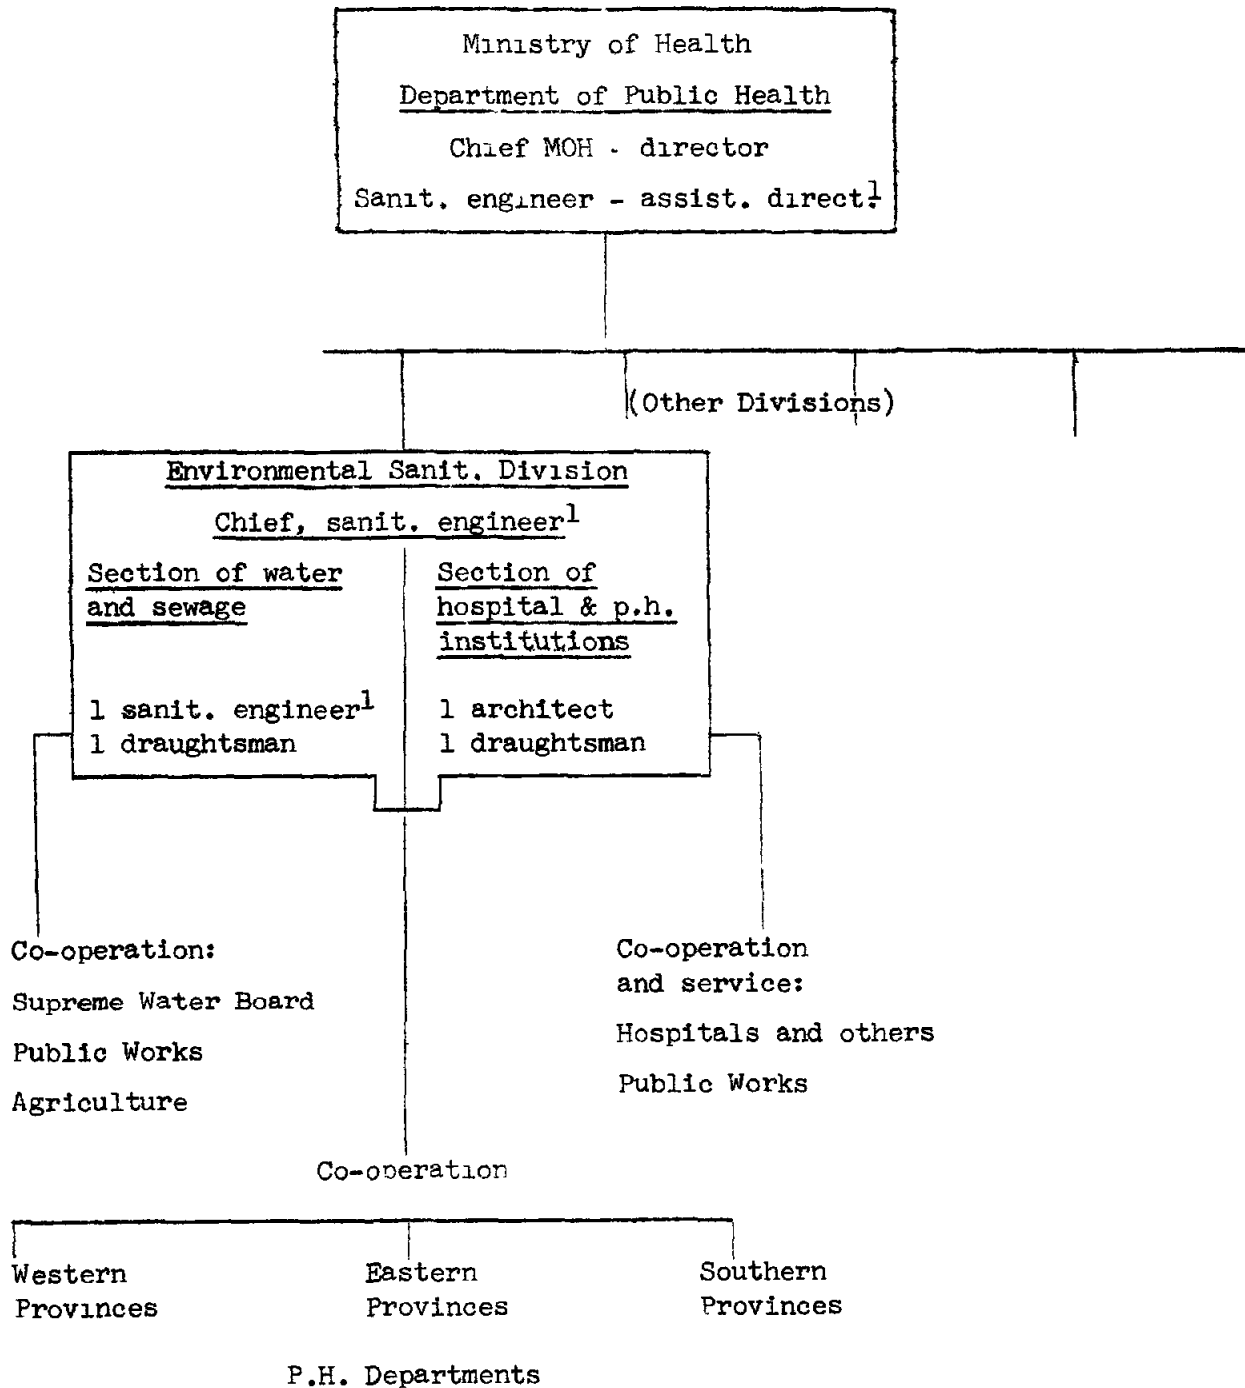 Ministry of Health
Department of Public Health
Chief MOH - director
Sanit. engineer - assist. direct.1
(Other Divisions)
Environmental Sanit. Division
Chief, sanit. engineer1
Section of water
and sewage
1 sanit. engineer1
1 draughtsman
Section of
hospital & p.h.
institutions
1 architect
1 draughtsman
Co-operation:
Supreme Water Board
Public Works
Agriculture
Co-operation
and service:
Hospitals and others
Public Works
Co-operation
Western
Provinces
Eastern
Provinces
Southern
Provinces
P.H. Departments